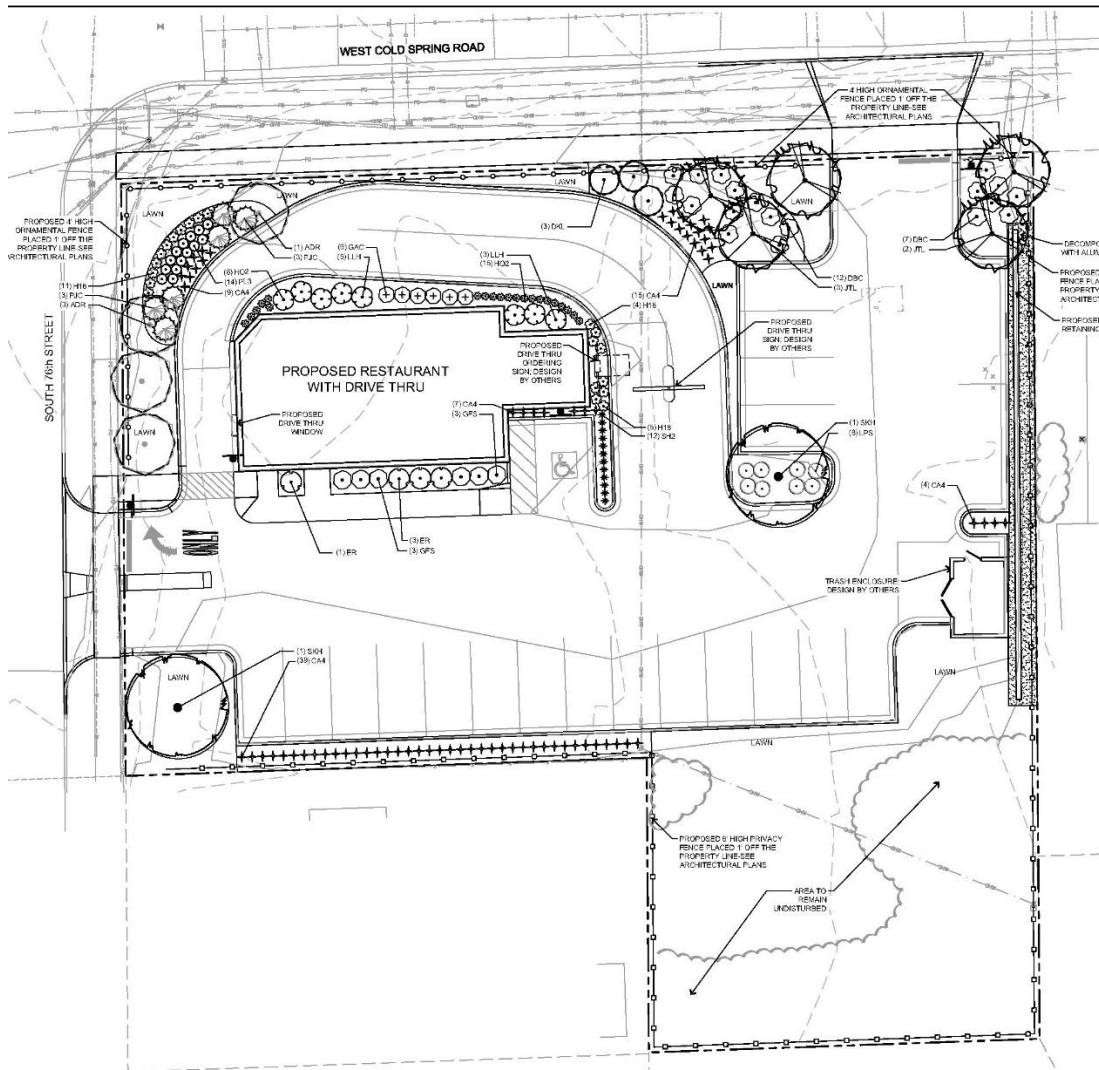 WEST COLD SPRING ROAD
4' HIGH ORNAMENTAL
FENCE PLACED 1' OFF THE
PROPERTY LINE-SEE
ARCHITECTURAL PLANS
LAWN
LAWN
LAWN
LAWN
(3) DKL
PROPOSED 4' HIGH
ORNAMENTAL FENCE
PLACED 1' OFF THE
PROPERTY LINE-SEE
ARCHITECTURAL PLANS
(1) ADR
(3) PJC
(6) GAC
(5) LLH
(3) LLH
(15) HO2
(6) HO2
(14) PL3
(9) CA4
(11) H16
(3) PJC
(3) ADR
(7) DBC
(2) JTL
(12) DBC
(3) JTL
(15) CA4
(4) H16
LAWN
DECOMPO
WITH ALUM
PROPOSED
FENCE PLA
PROPERTY
ARCHITECT
PROPOSED
RETAINING
SOUTH 76th STREET
LAWN
PROPOSED RESTAURANT
WITH DRIVE THRU
PROPOSED
DRIVE THRU
ORDERING
SIGN; DESIGN
BY OTHERS
PROPOSED
DRIVE THRU
SIGN; DESIGN
BY OTHERS
PROPOSED
DRIVE THRU
WINDOW
(7) CA4
(3) GFS
(12) SH2
(1) SKH
(8) LPS
(4) CA4
ONLY
(1) ER
(3) ER
(3) GFS
TRASH ENCLOSURE;
DESIGN BY OTHERS
(1) SKH
(39) CA4
LAWN
LAWN
LAWN
PROPOSED 6' HIGH PRIVACY
FENCE PLACED 1' OFF THE
PROPERTY LINE-SEE
ARCHITECTURAL PLANS
AREA TO
REMAIN
UNDISTURBED